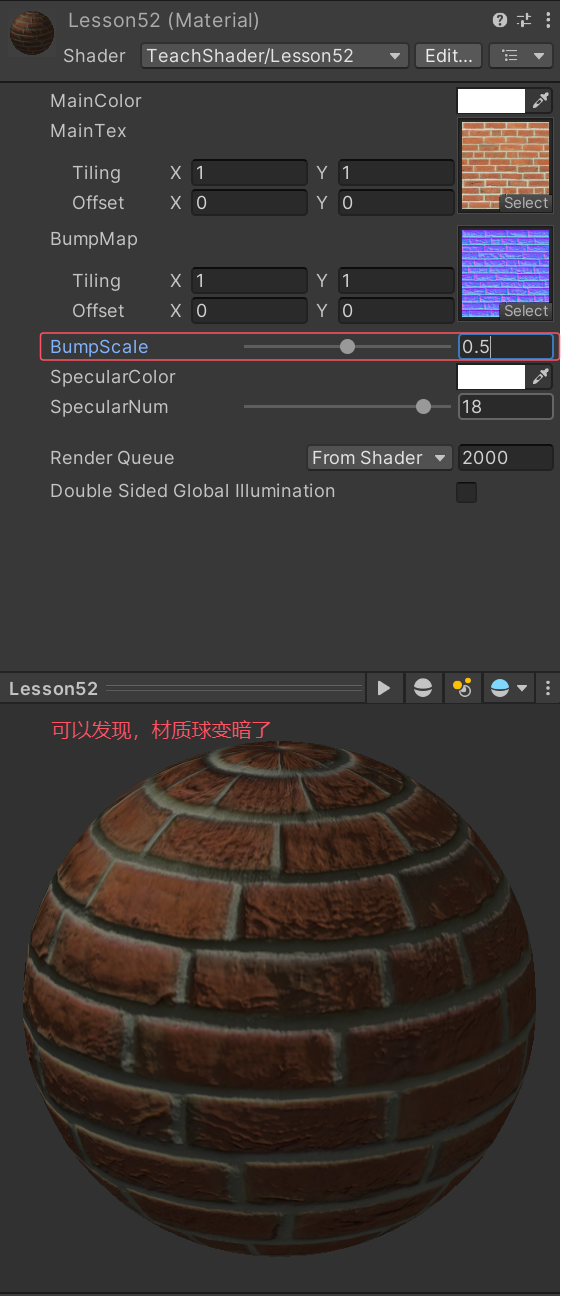 Lesson52 (Material)
Shader TeachShader/Lesson52 Edit...
MainColor
MainTex
Tiling X 1 Y 1
Offset X 0 Y 0
Select
BumpMap
Tiling X 1 Y 1
Offset X 0 Y 0
Select
BumpScale 0.5
SpecularColor
SpecularNum 18
Render Queue From Shader 2000
Double Sided Global Illumination
Lesson52
可以发现，材质球变暗了